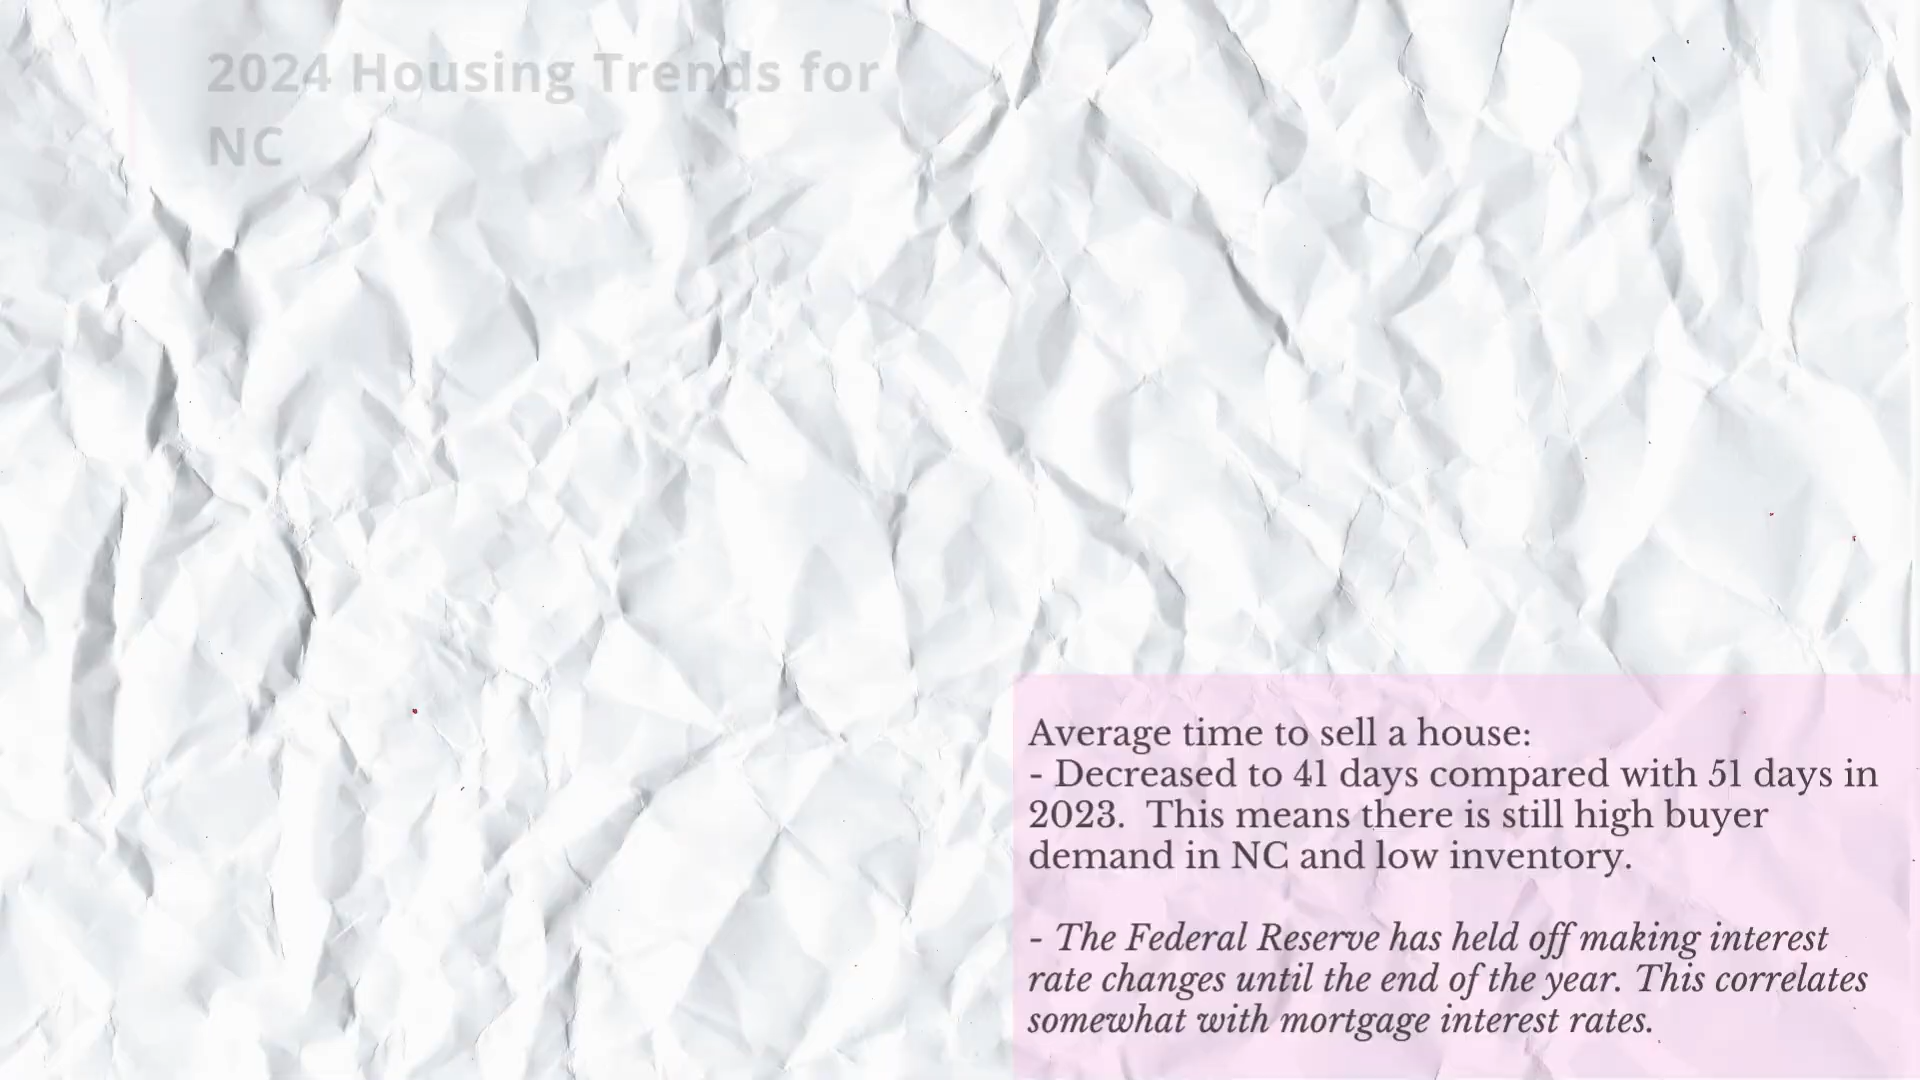 2024 Housing Trends for
NC
Average time to sell a house:
- Decreased to 41 days compared with 51 days in
2023.  This means there is still high buyer
demand in NC and low inventory.
- The Federal Reserve has held off making interest
rate changes until the end of the year. This correlates
somewhat with mortgage interest rates.